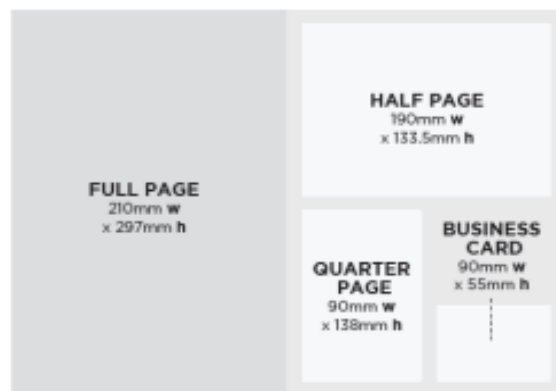 FULL PAGE
210mm w
x 297mm h
HALF PAGE
190mm w
x 133.5mm h
QUARTER
PAGE
90mm w
x 138mm h
BUSINESS
CARD
90mm w
x 55mm h